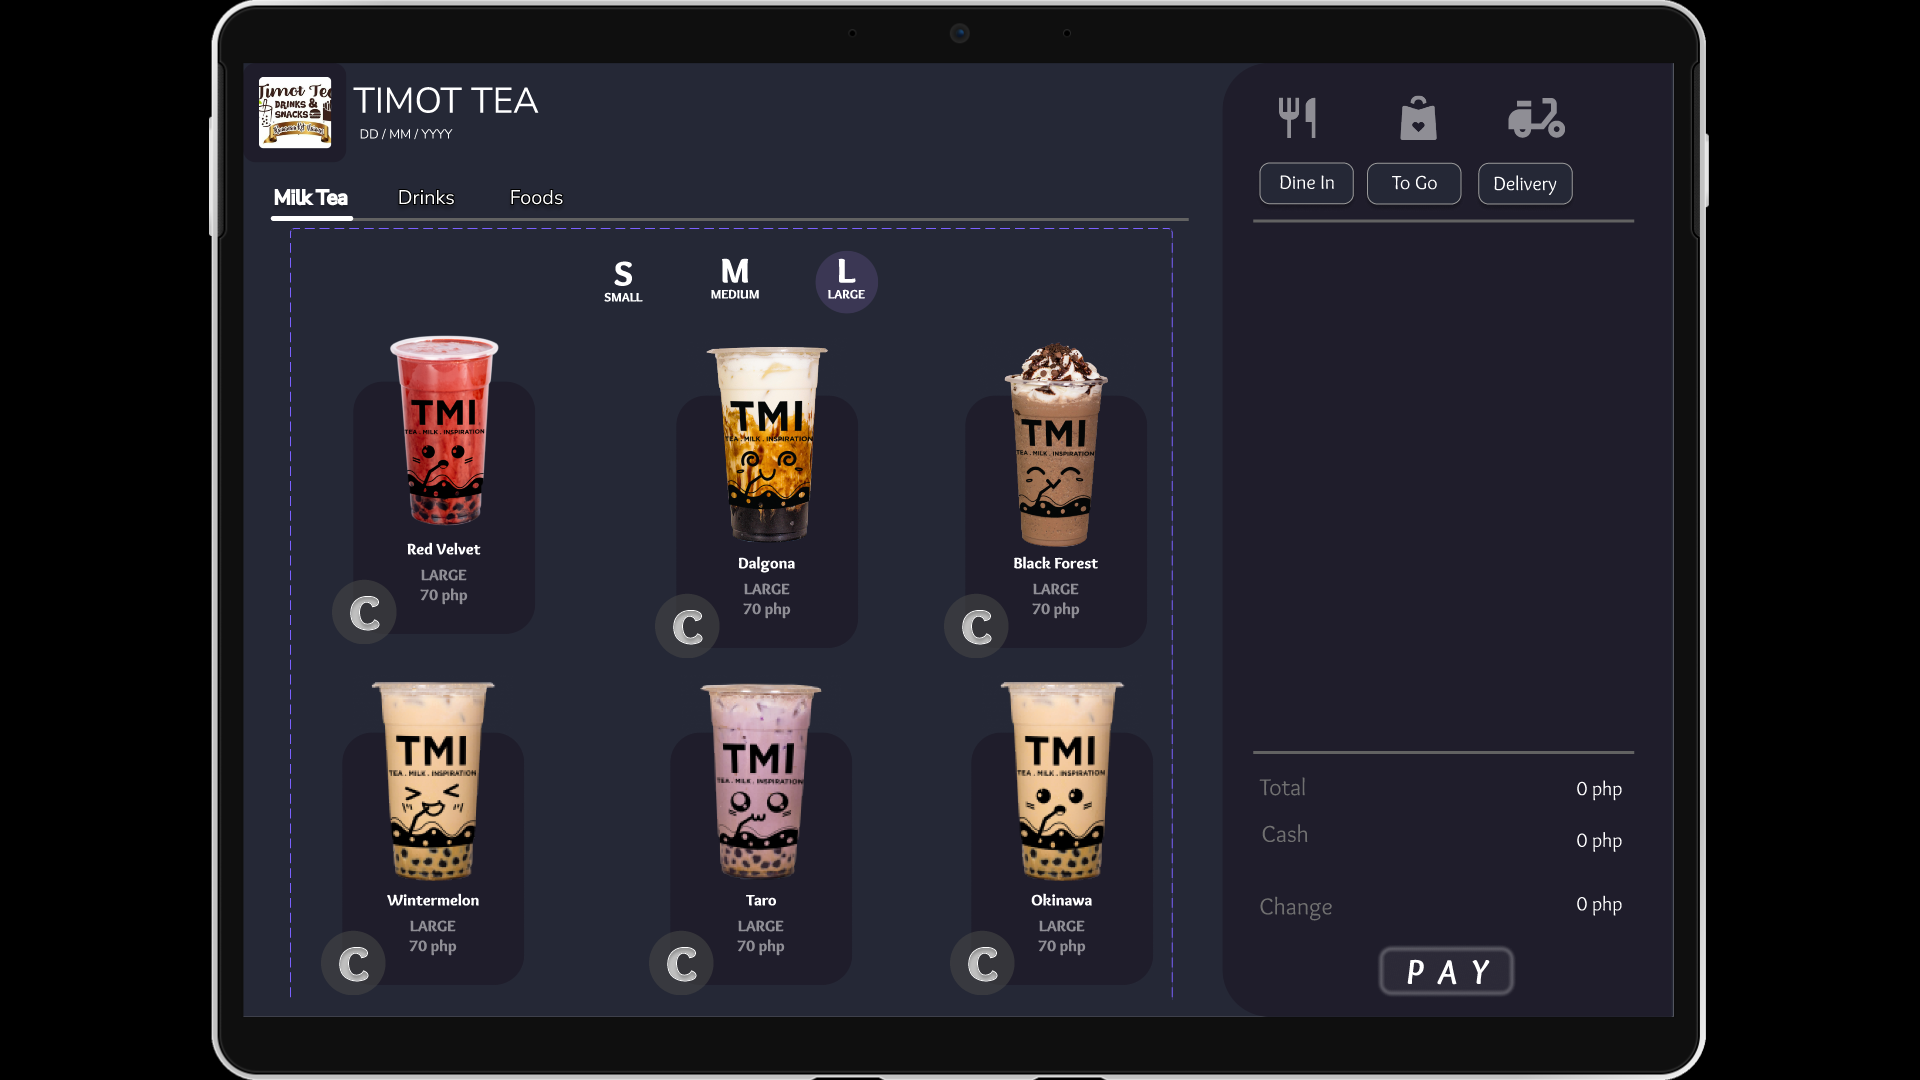 Timot Tea
DRINKS &
SNACKS
TIMOT TEA
DD / MM / YYYY
Milk Tea
Drinks
Foods
S
SMALL
M
MEDIUM
L
LARGE
TMI
TEA . MILK . INSPIRATION
Red Velvet
LARGE
70 php
C
TMI
TEA . MILK . INSPIRATION
Dalgona
LARGE
70 php
C
TMI
TEA . MILK . INSPIRATION
Black Forest
LARGE
70 php
C
TMI
TEA . MILK . INSPIRATION
Wintermelon
LARGE
70 php
C
TMI
TEA . MILK . INSPIRATION
Taro
LARGE
70 php
C
TMI
TEA . MILK . INSPIRATION
Okinawa
LARGE
70 php
C
Dine In
To Go
Delivery
Total
0 php
Cash
0 php
Change
0 php
PAY